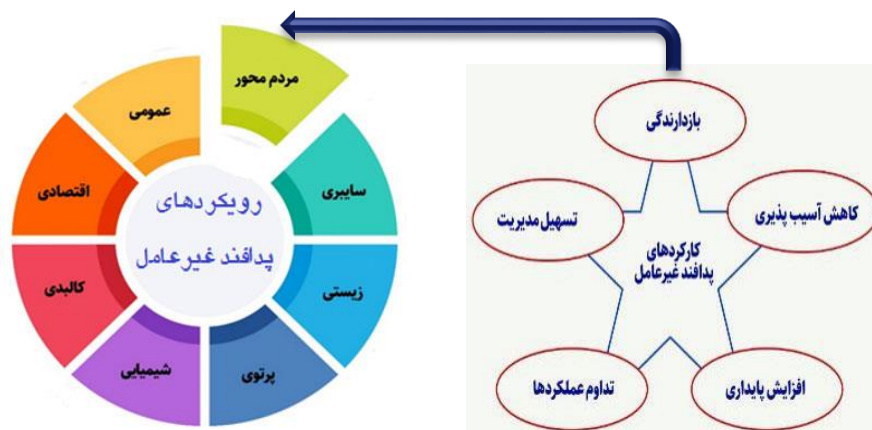 بازدارندگی
کاهش آسیب پذیری
تسهیل مدیریت
کارکردهای
پدافند غیرعامل
افزایش پایداری
تداوم عملکردها
مردم محور
عمومی
سایبری
اقتصادی
رویکردهای
پدافند غیرعامل
زیستی
کالبدی
پرتوی
شیمیایی